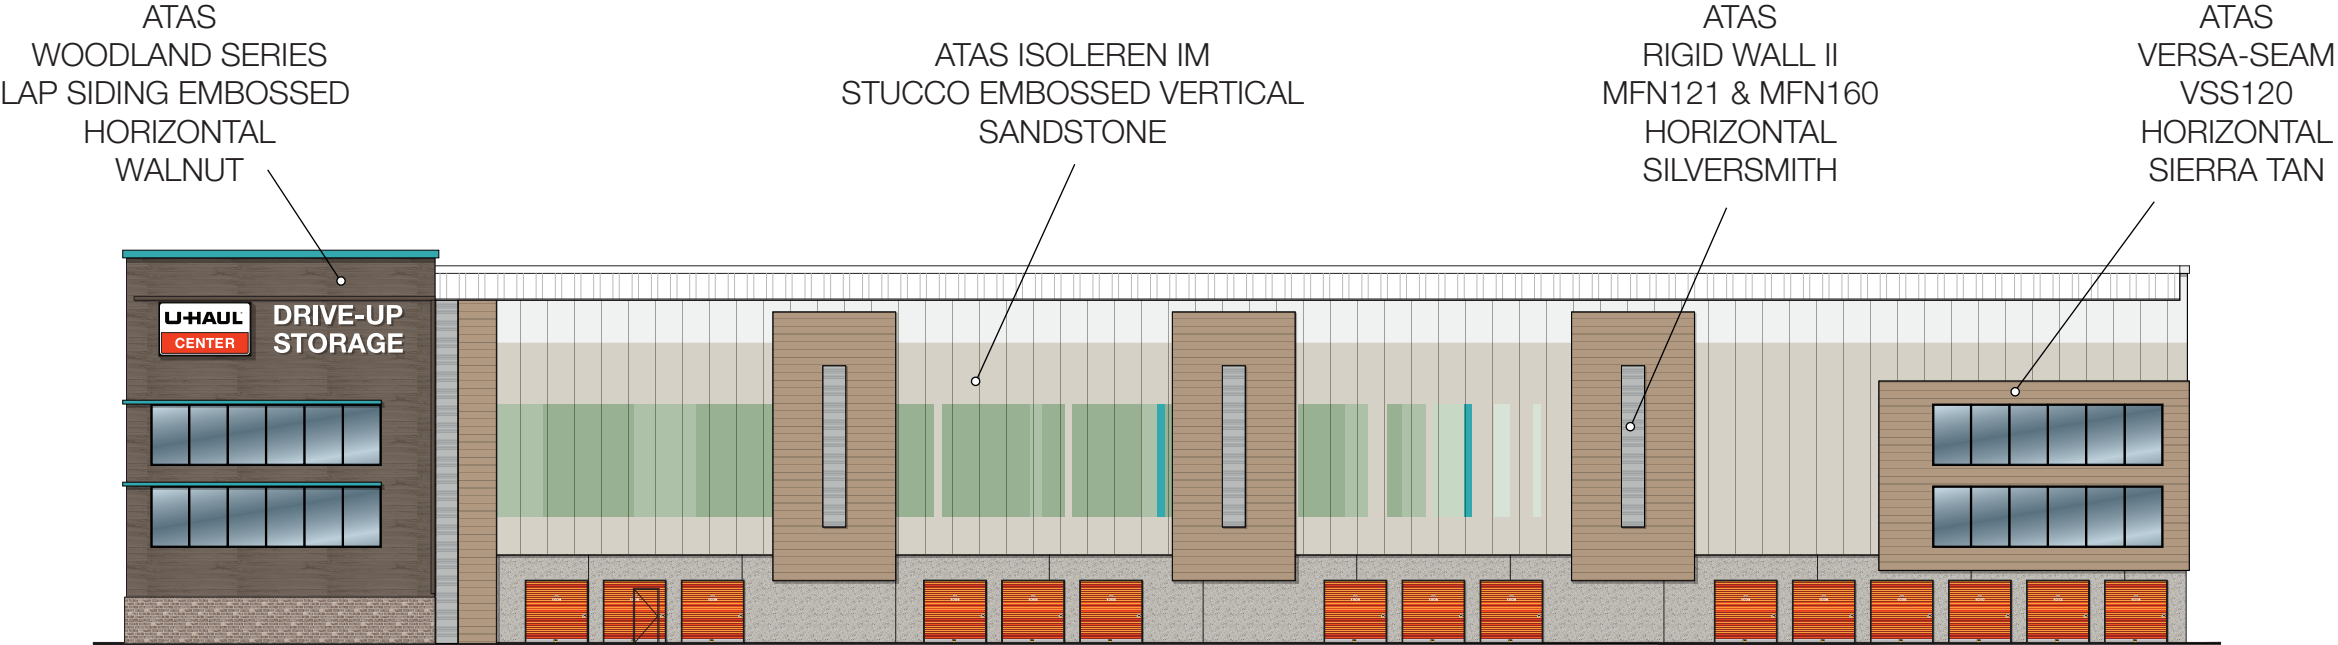 ATAS
WOODLAND SERIES
LAP SIDING EMBOSSED
HORIZONTAL
WALNUT
ATAS ISOLEREN IM
STUCCO EMBOSSED VERTICAL
SANDSTONE
ATAS
RIGID WALL II
MFN121 & MFN160
HORIZONTAL
SILVERSMITH
ATAS
VERSA-SEAM
VSS120
HORIZONTAL
SIERRA TAN
U-HAUL
CENTER
DRIVE-UP
STORAGE